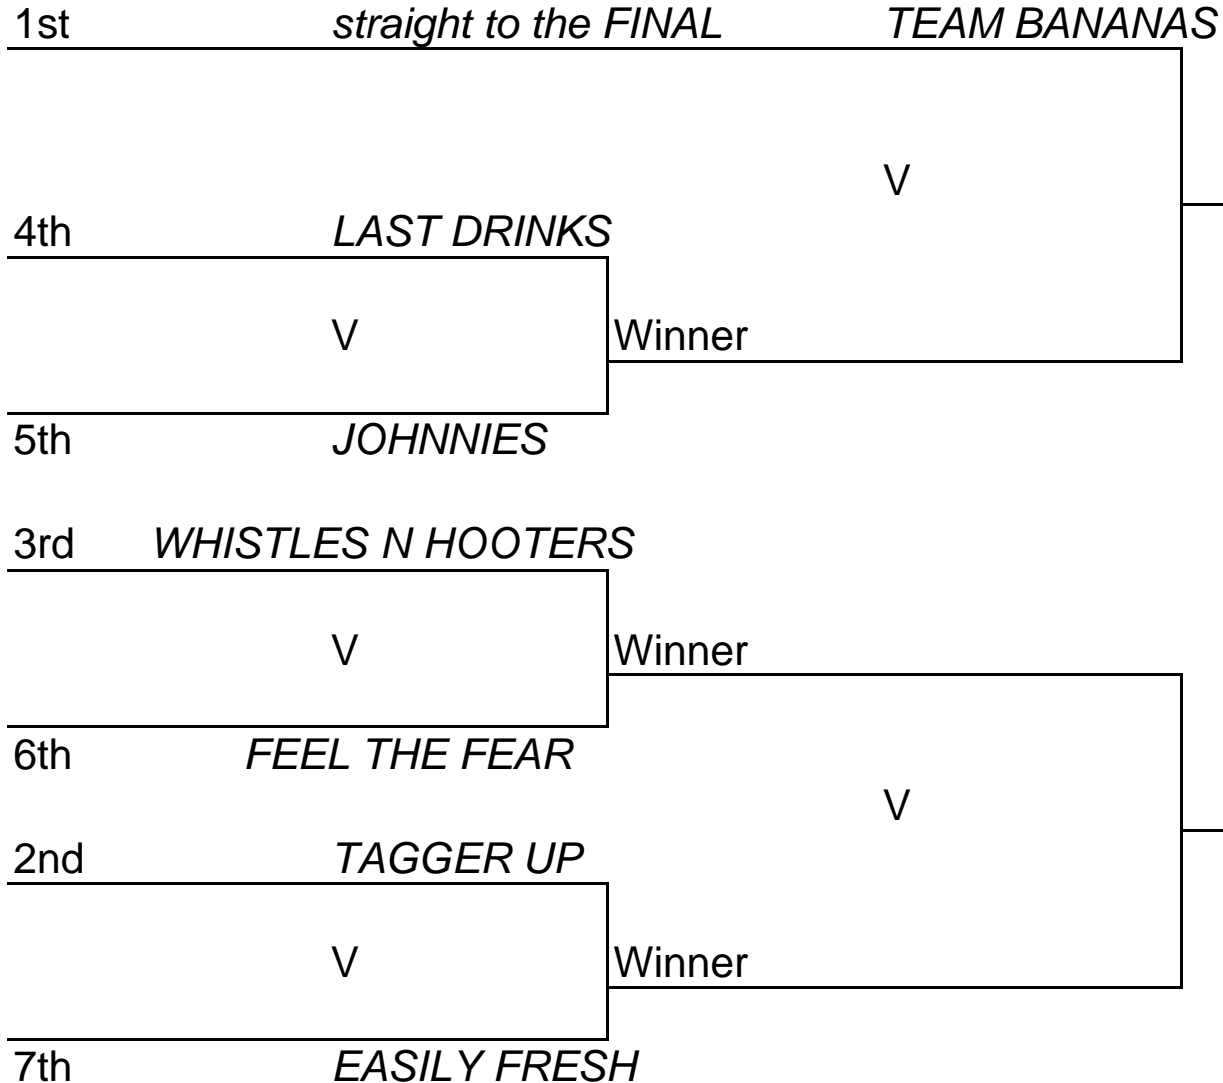 1st straight to the FINAL TEAM BANANAS
V
4th LAST DRINKS
V Winner
5th JOHNNIES
3rd WHISTLES N HOOTERS
V Winner
6th FEEL THE FEAR
V
2nd TAGGER UP
V Winner
7th EASILY FRESH